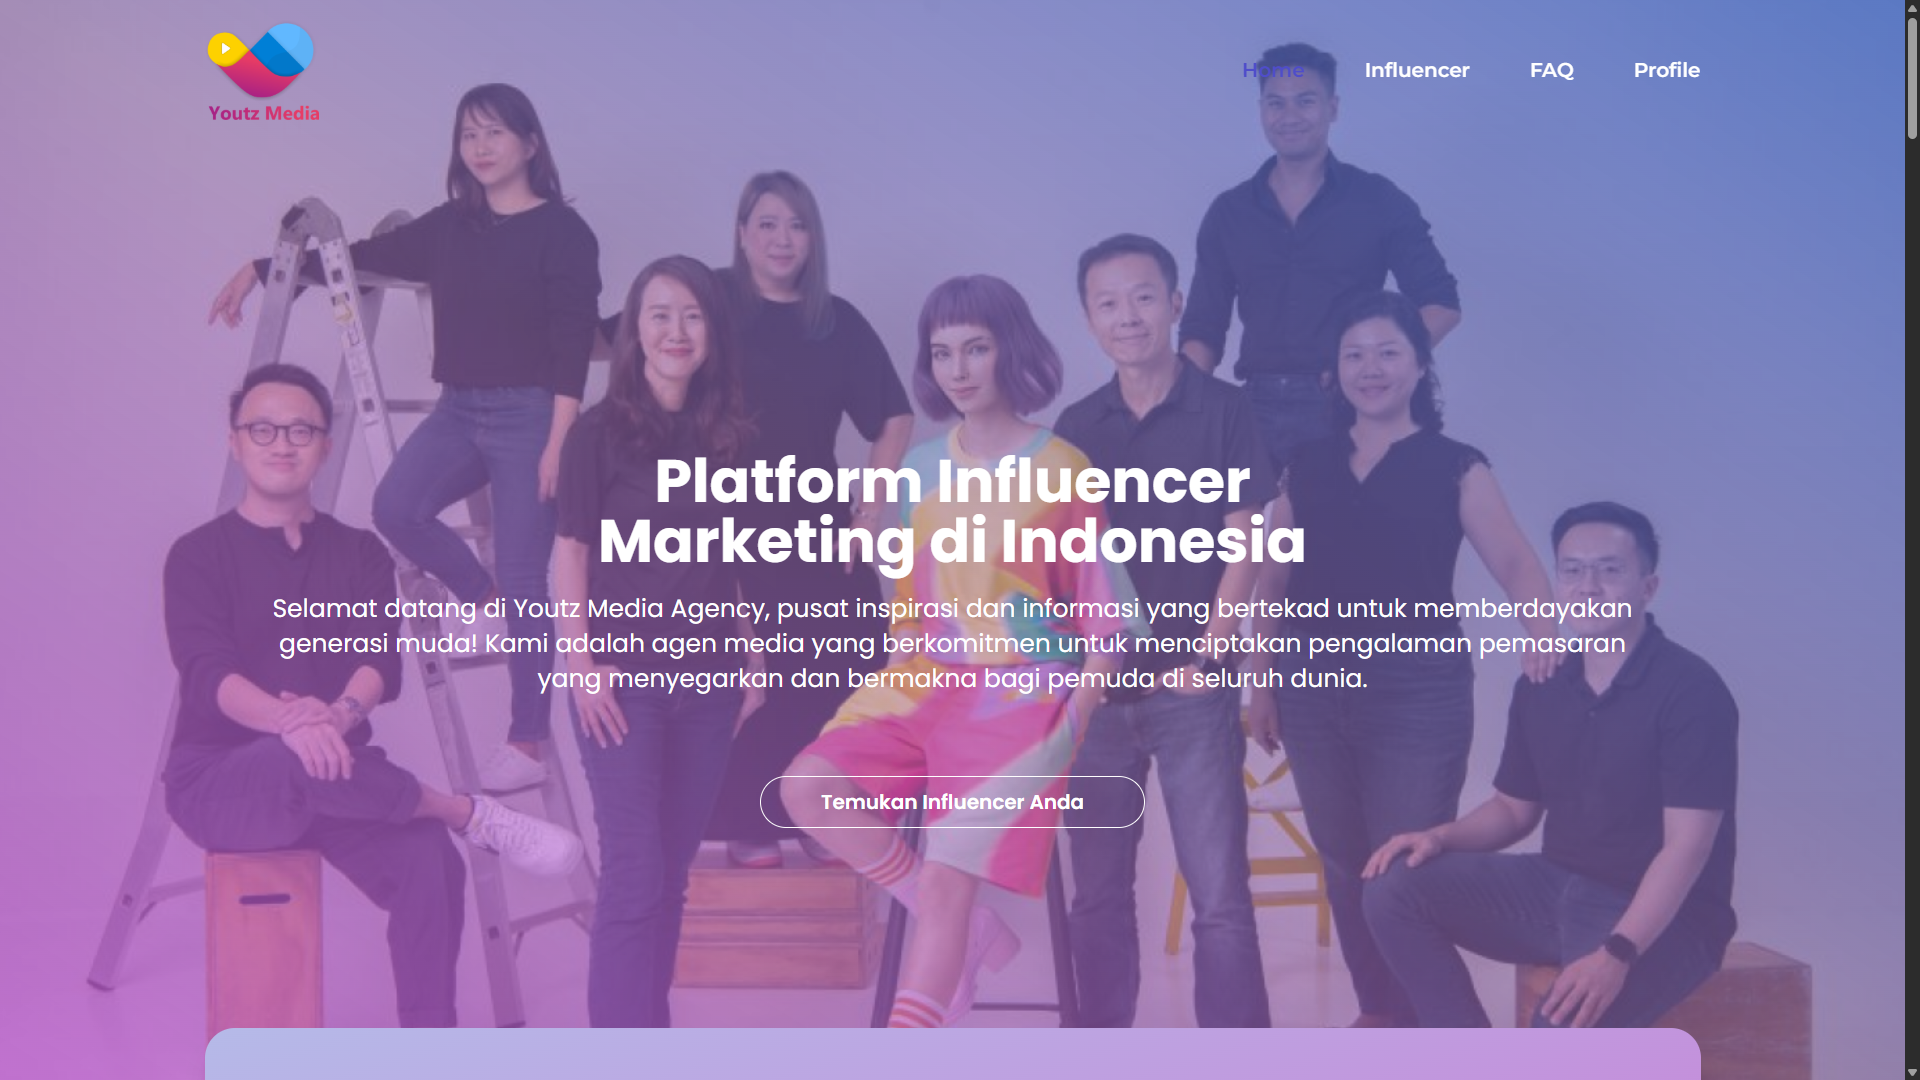 Youtz Media
Home
Influencer
FAQ
Profile
Platform Influencer
Marketing di Indonesia
Selamat datang di Youtz Media Agency, pusat inspirasi dan informasi yang bertekad untuk memberdayakan
generasi muda! Kami adalah agen media yang berkomitmen untuk menciptakan pengalaman pemasaran
yang menyegarkan dan bermakna bagi pemuda di seluruh dunia.
Temukan Influencer Anda